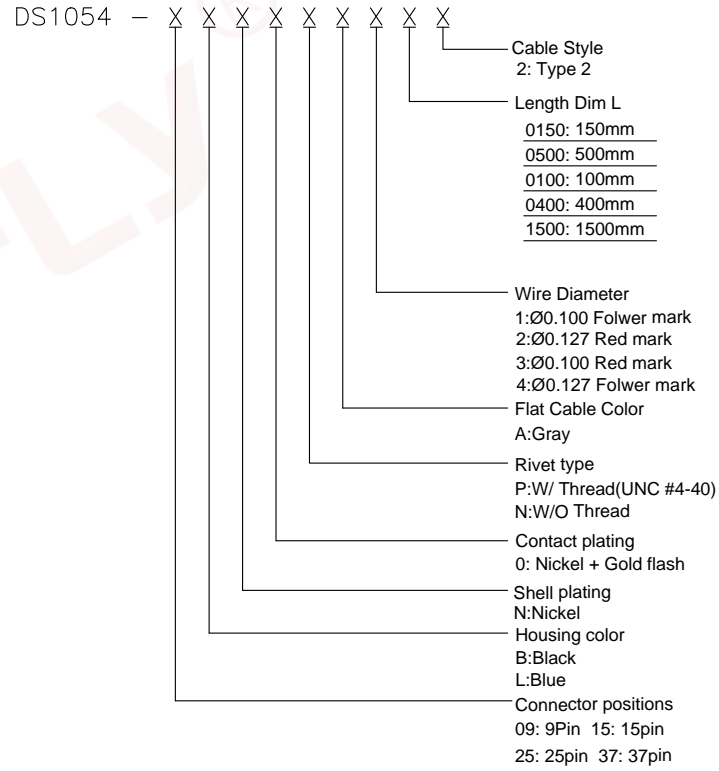 DS1054 - X X X X X X X X X
Cable Style
2: Type 2
Length Dim L
0150: 150mm
0500: 500mm
0100: 100mm
0400: 400mm
1500: 1500mm
Wire Diameter
1:Ø0.100 Folwer mark
2:Ø0.127 Red mark
3:Ø0.100 Red mark
4:Ø0.127 Folwer mark
Flat Cable Color
A:Gray
Rivet type
P:W/ Thread(UNC #4-40)
N:W/O Thread
Contact plating
0: Nickel + Gold flash
Shell plating
N:Nickel
Housing color
B:Black
L:Blue
Connector positions
09: 9Pin 15: 15pin
25: 25pin 37: 37pin